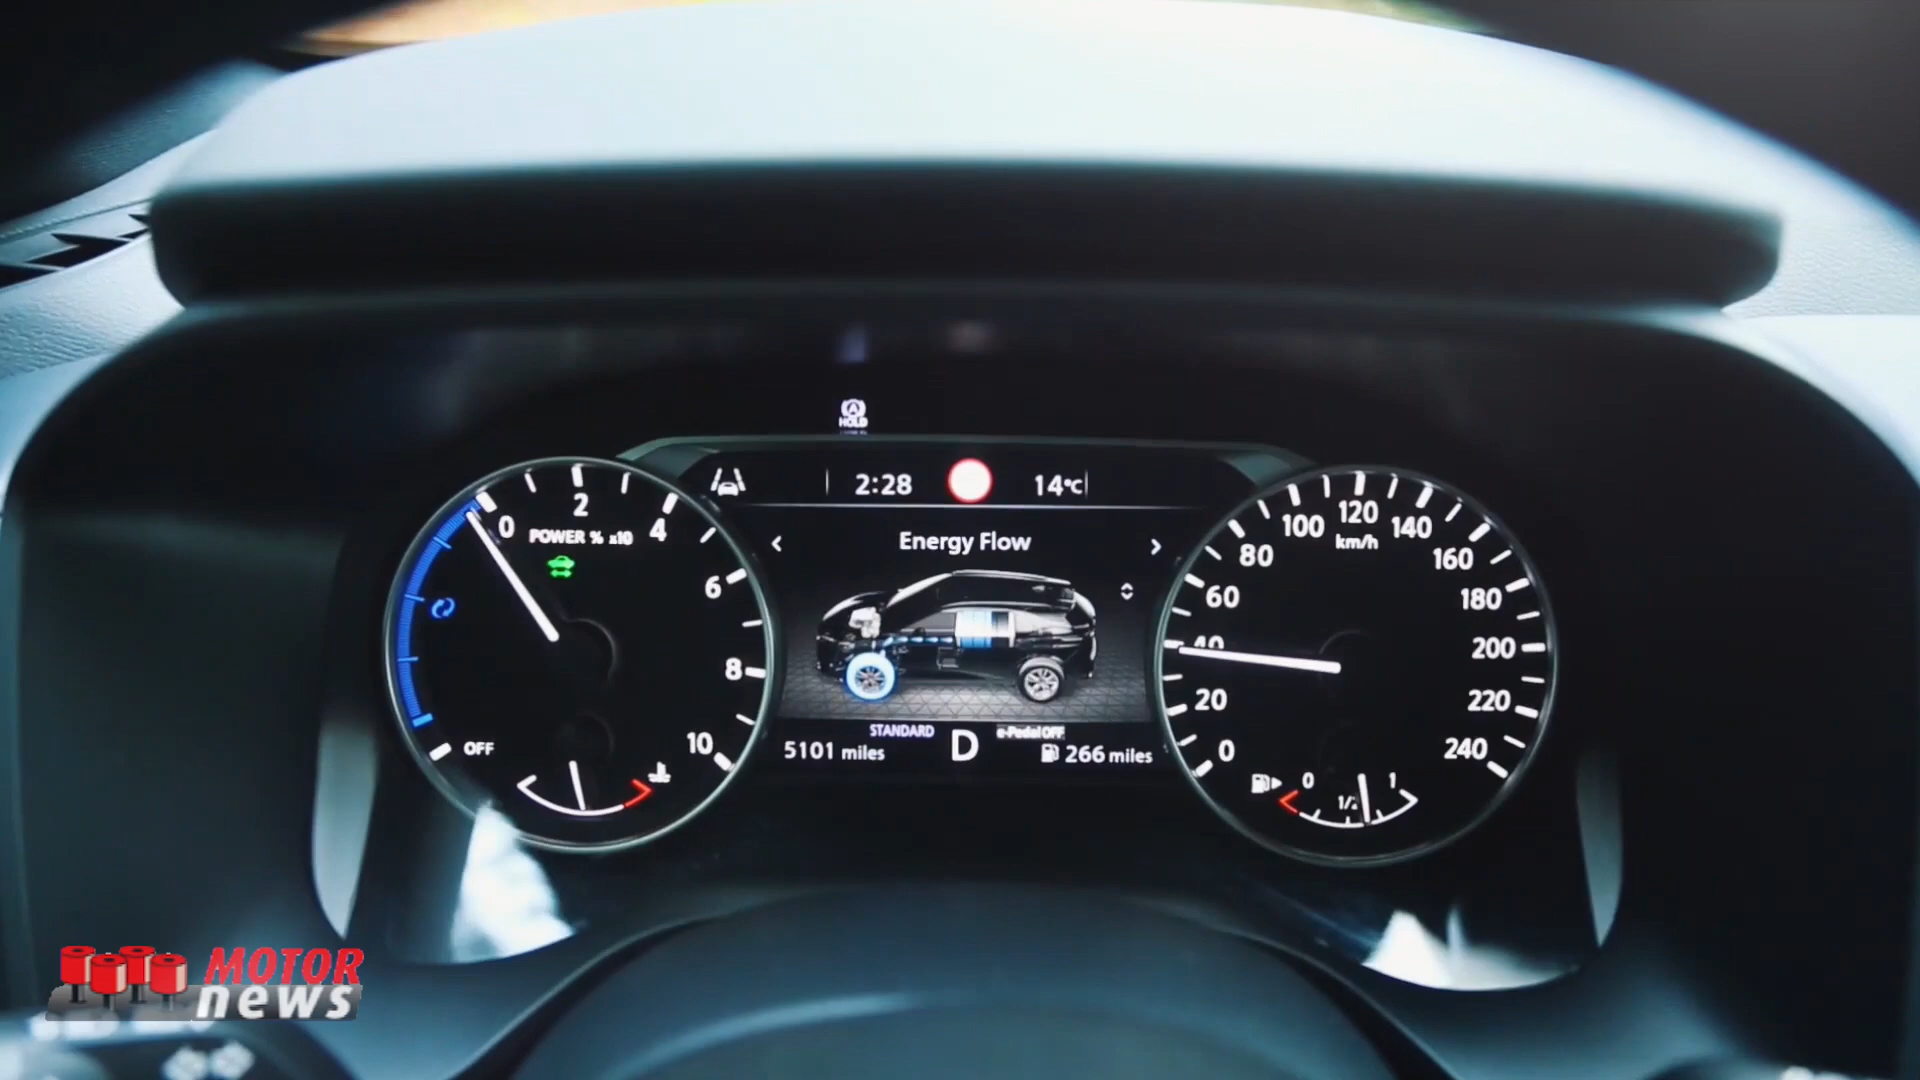 HOLD
2:28
14°C
0
2
4
6
8
10
POWER % x10
OFF
Energy Flow
STANDARD
e-Pedal OFF
5101 miles
D
266 miles
0
20
40
60
80
100
120
140
160
180
200
220
240
km/h
0
1/2
1
MOTOR
news